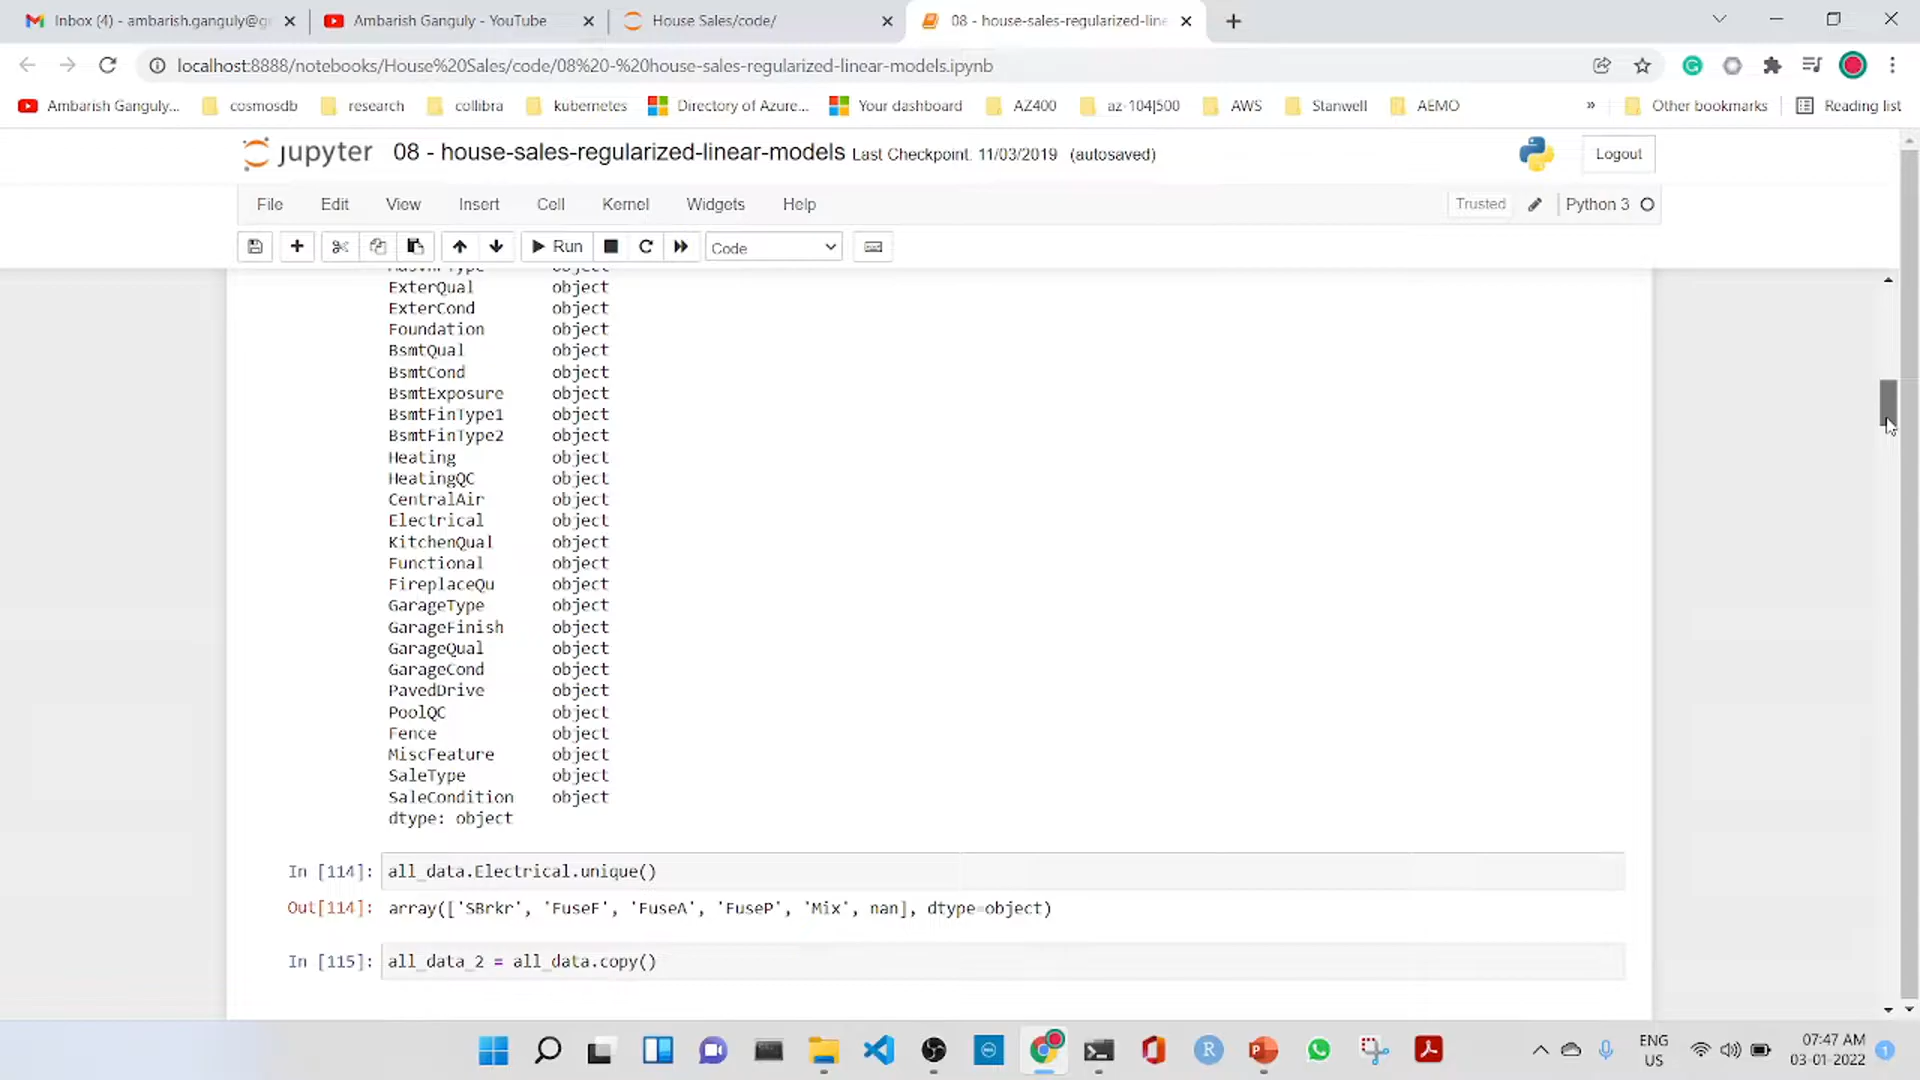 Inbox (4) - ambarish.ganguly@g
Ambarish Ganguly - YouTube
House Sales/code/
08 - house-sales-regularized-line
localhost:8888/notebooks/House%20Sales/code/08%20-%20house-sales-regularized-linear-models.ipynb
Ambarish Ganguly...
cosmosdb
research
collibra
kubernetes
Directory of Azure...
Your dashboard
AZ400
az-104|500
AWS
Stanwell
AEMO
»
Other bookmarks
Reading list
jupyter 08 - house-sales-regularized-linear-models Last Checkpoint: 11/03/2019 (autosaved)
Logout
File Edit View Insert Cell Kernel Widgets Help
Trusted
Python 3
Run
Code
MasVnrType object
ExterQual object
ExterCond object
Foundation object
BsmtQual object
BsmtCond object
BsmtExposure object
BsmtFinType1 object
BsmtFinType2 object
Heating object
HeatingQC object
CentralAir object
Electrical object
KitchenQual object
Functional object
FireplaceQu object
GarageType object
GarageFinish object
GarageQual object
GarageCond object
PavedDrive object
PoolQC object
Fence object
MiscFeature object
SaleType object
SaleCondition object
dtype: object
In [114]: all_data.Electrical.unique()
Out[114]: array(['SBrkr', 'FuseF', 'FuseA', 'FuseP', 'Mix', nan], dtype=object)
In [115]: all_data_2 = all_data.copy()
ENG
US
07:47 AM
03-01-2022
1